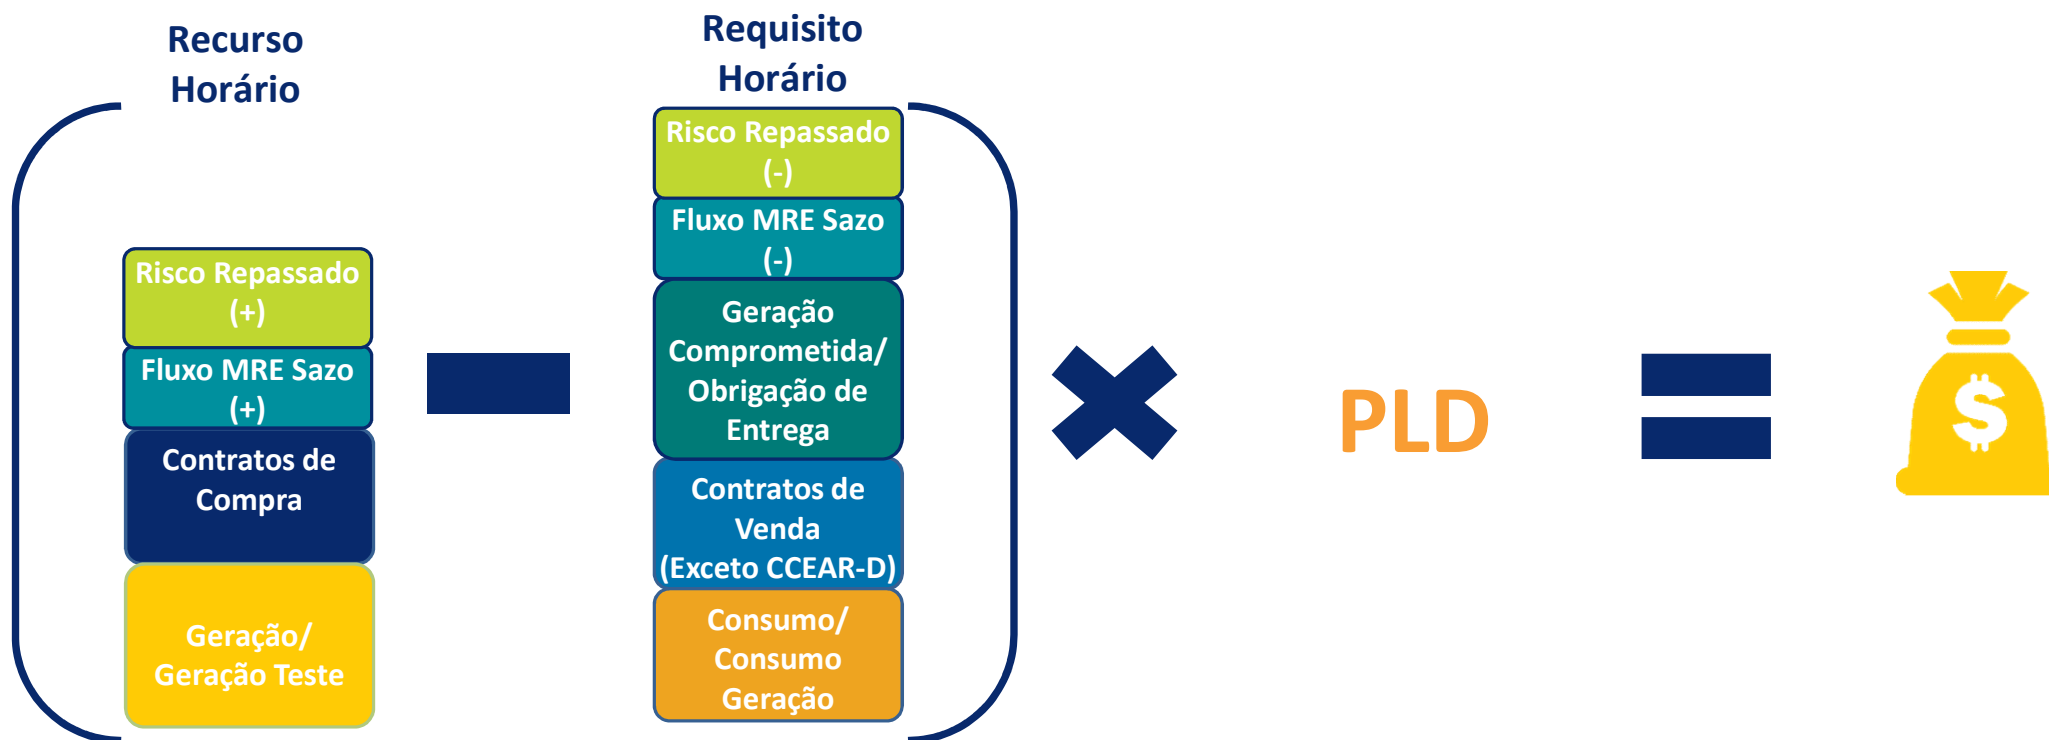 Recurso
Horário
Risco Repassado
(+)
Fluxo MRE Sazo
(+)
Contratos de
Compra
Geração/
Geração Teste
Requisito
Horário
Risco Repassado
(-)
Fluxo MRE Sazo
(-)
Geração
Comprometida/
Obrigação de
Entrega
Contratos de
Venda
(Exceto CCEAR-D)
Consumo/
Consumo
Geração
PLD
$